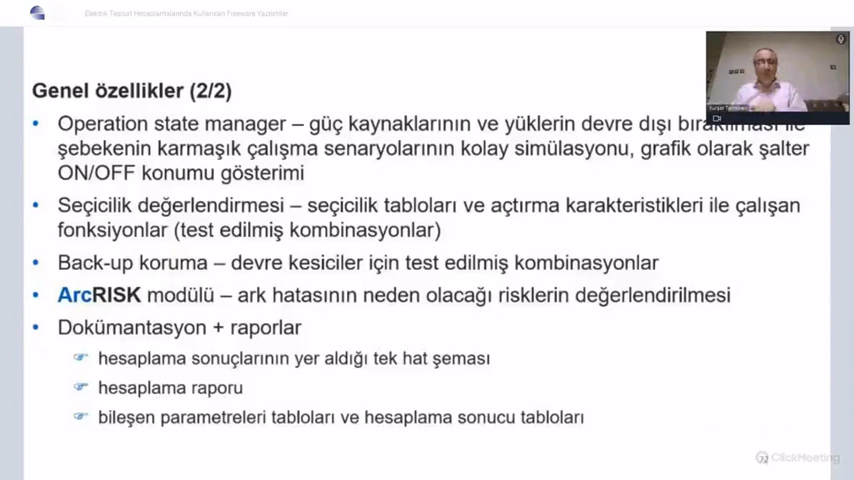 Elektrik Tesisat Hesaplamalarında Kullanılan Freeware Yazılımlar
Genel özellikler (2/2)
• Operation state manager – güç kaynaklarının ve yüklerin devre dışı bırakılması ile
şebekenin karmaşık çalışma senaryolarının kolay simülasyonu, grafik olarak şalter
ON/OFF konumu gösterimi
• Seçicilik değerlendirmesi – seçicilik tabloları ve açtırma karakteristikleri ile çalışan
fonksiyonlar (test edilmiş kombinasyonlar)
• Back-up koruma – devre kesiciler için test edilmiş kombinasyonlar
• ArcRISK modülü – ark hatasının neden olacağı risklerin değerlendirilmesi
• Dokümantasyon + raporlar
hesaplama sonuçlarının yer aldığı tek hat şeması
hesaplama raporu
bileşen parametreleri tabloları ve hesaplama sonucu tabloları
72
ClickMeeting